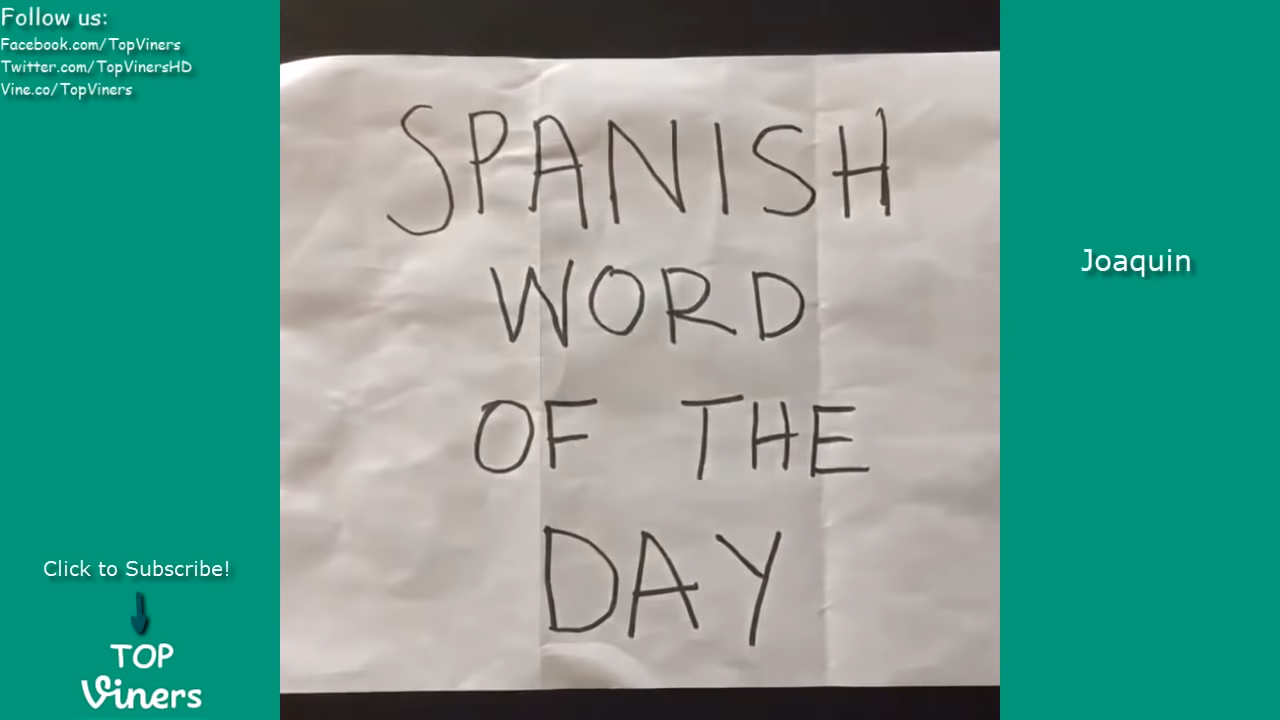 Follow us:
Facebook.com/TopViners
Twitter.com/TopVinersHD
Vine.co/TopViners
SPANISH
WORD
OF THE
DAY
Joaquin
Click to Subscribe!
TOP
Viners